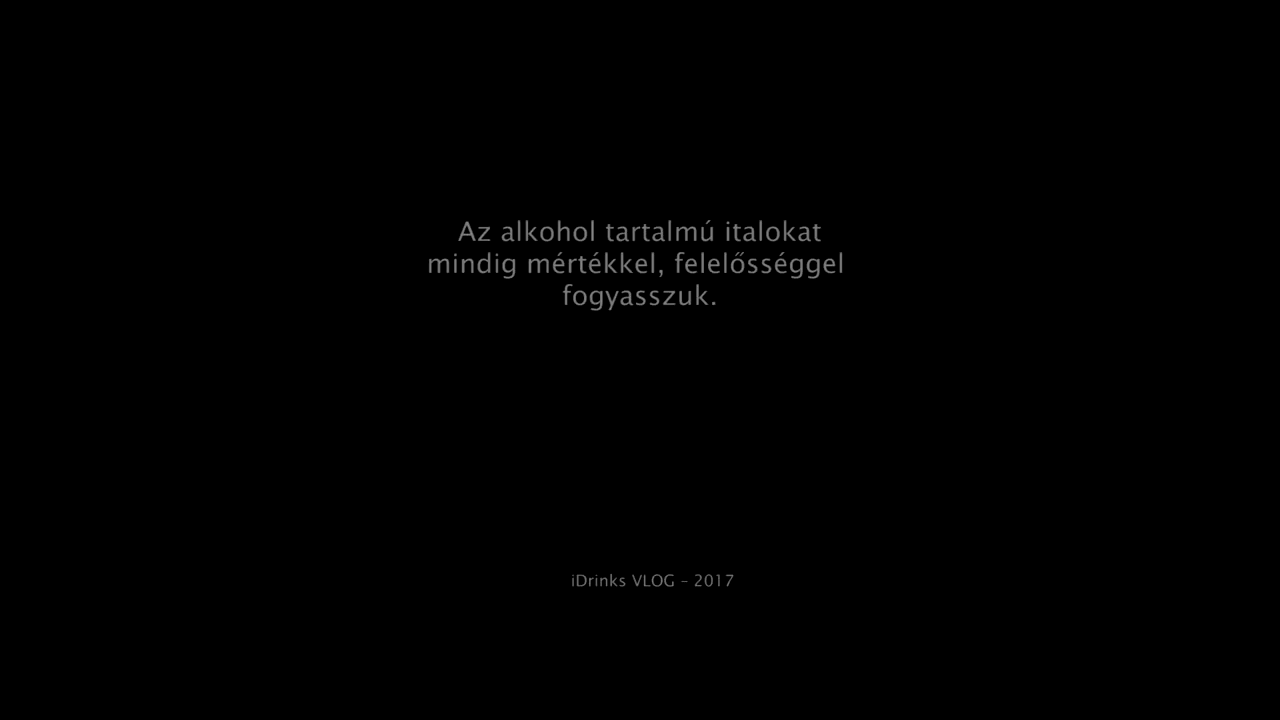 Az alkohol tartalmú italokat
mindig mértékkel, felelősséggel
fogyasszuk.
iDrinks VLOG – 2017